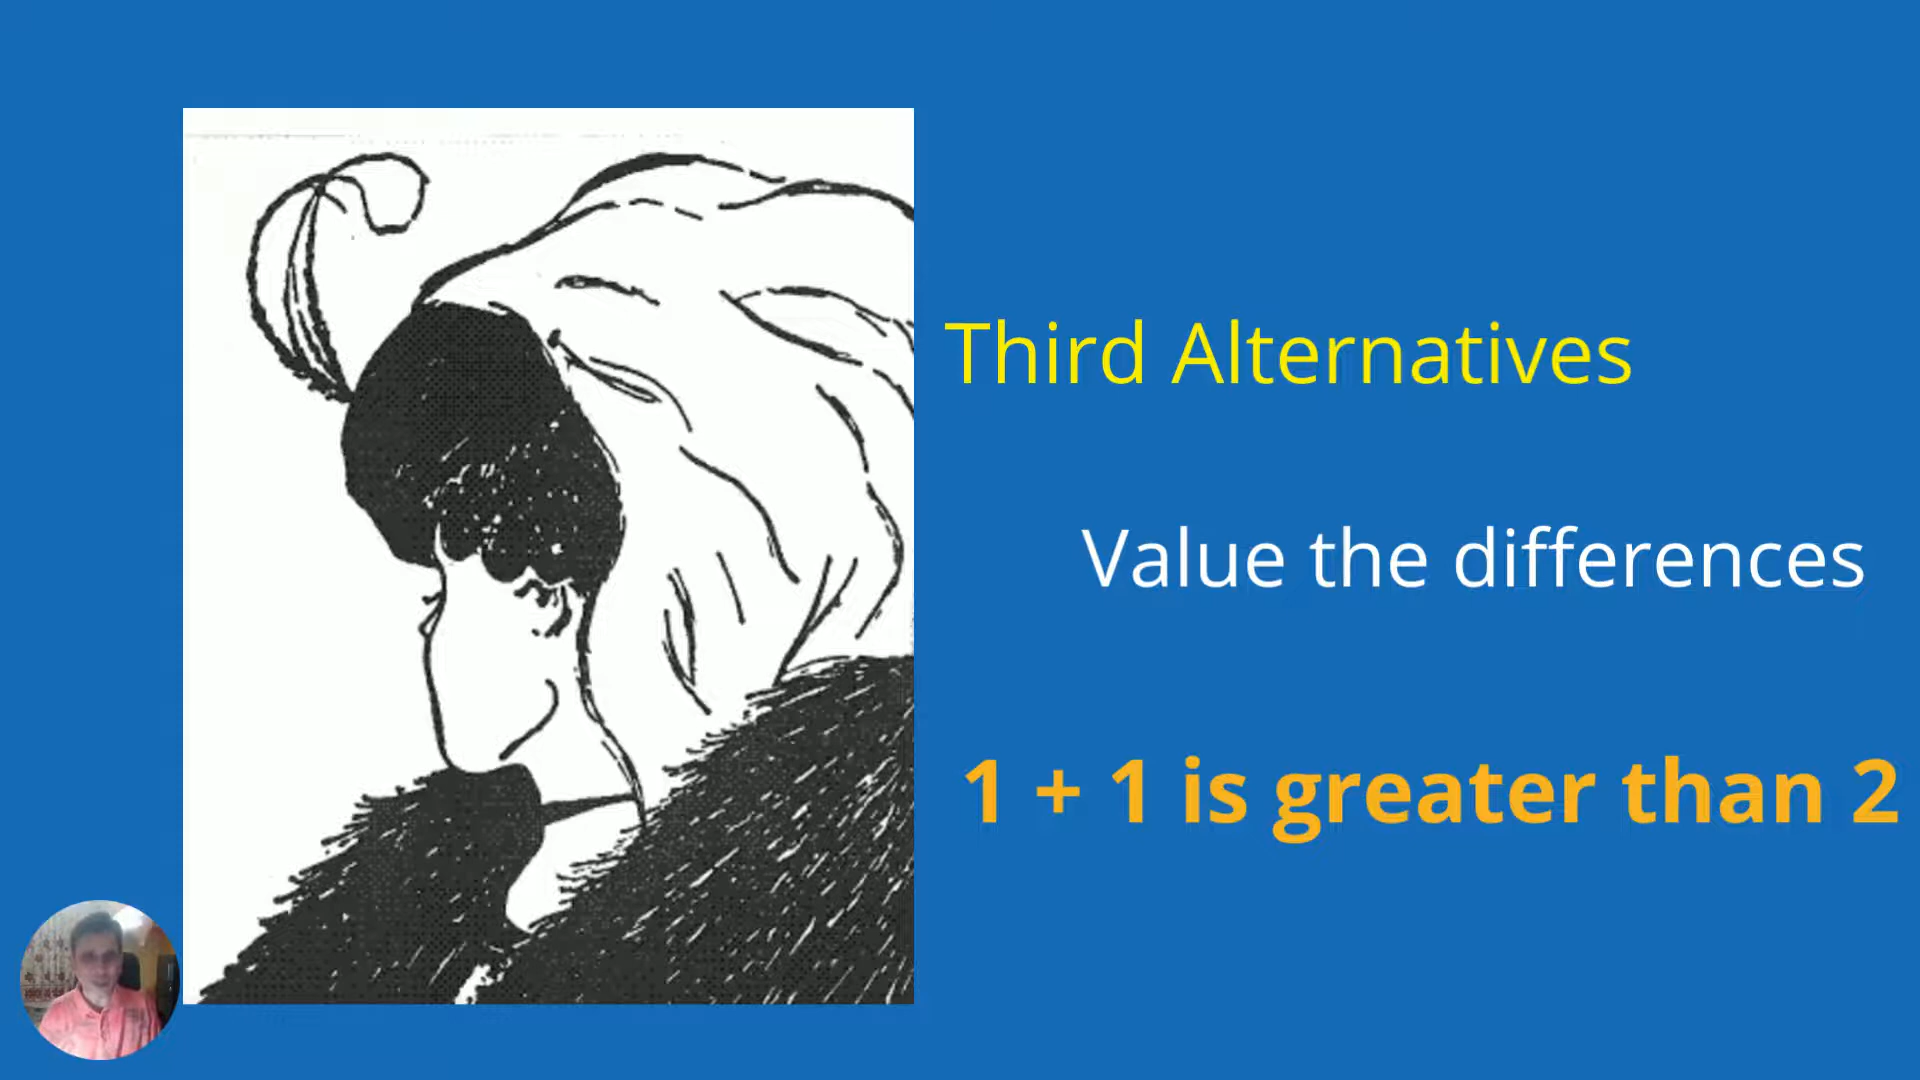 Third Alternatives
Value the differences
1 + 1 is greater than 2